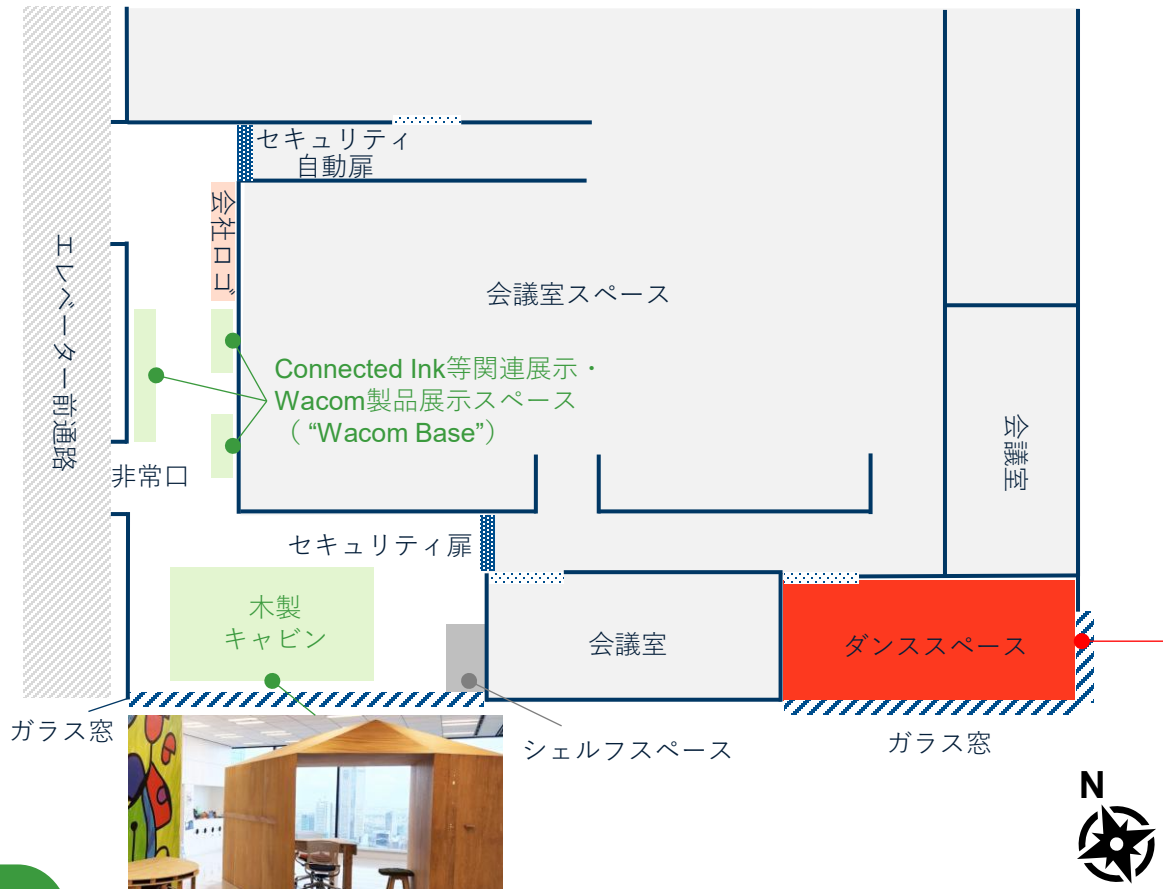 セキュリティ
自動扉
会社ロゴ
エレベーター前通路
会議室スペース
Connected Ink等関連展示・
Wacom製品展示スペース
（ “Wacom Base”）
会議室
非常口
セキュリティ扉
木製
キャビン
会議室
ダンススペース
ガラス窓
シェルフスペース
ガラス窓
N